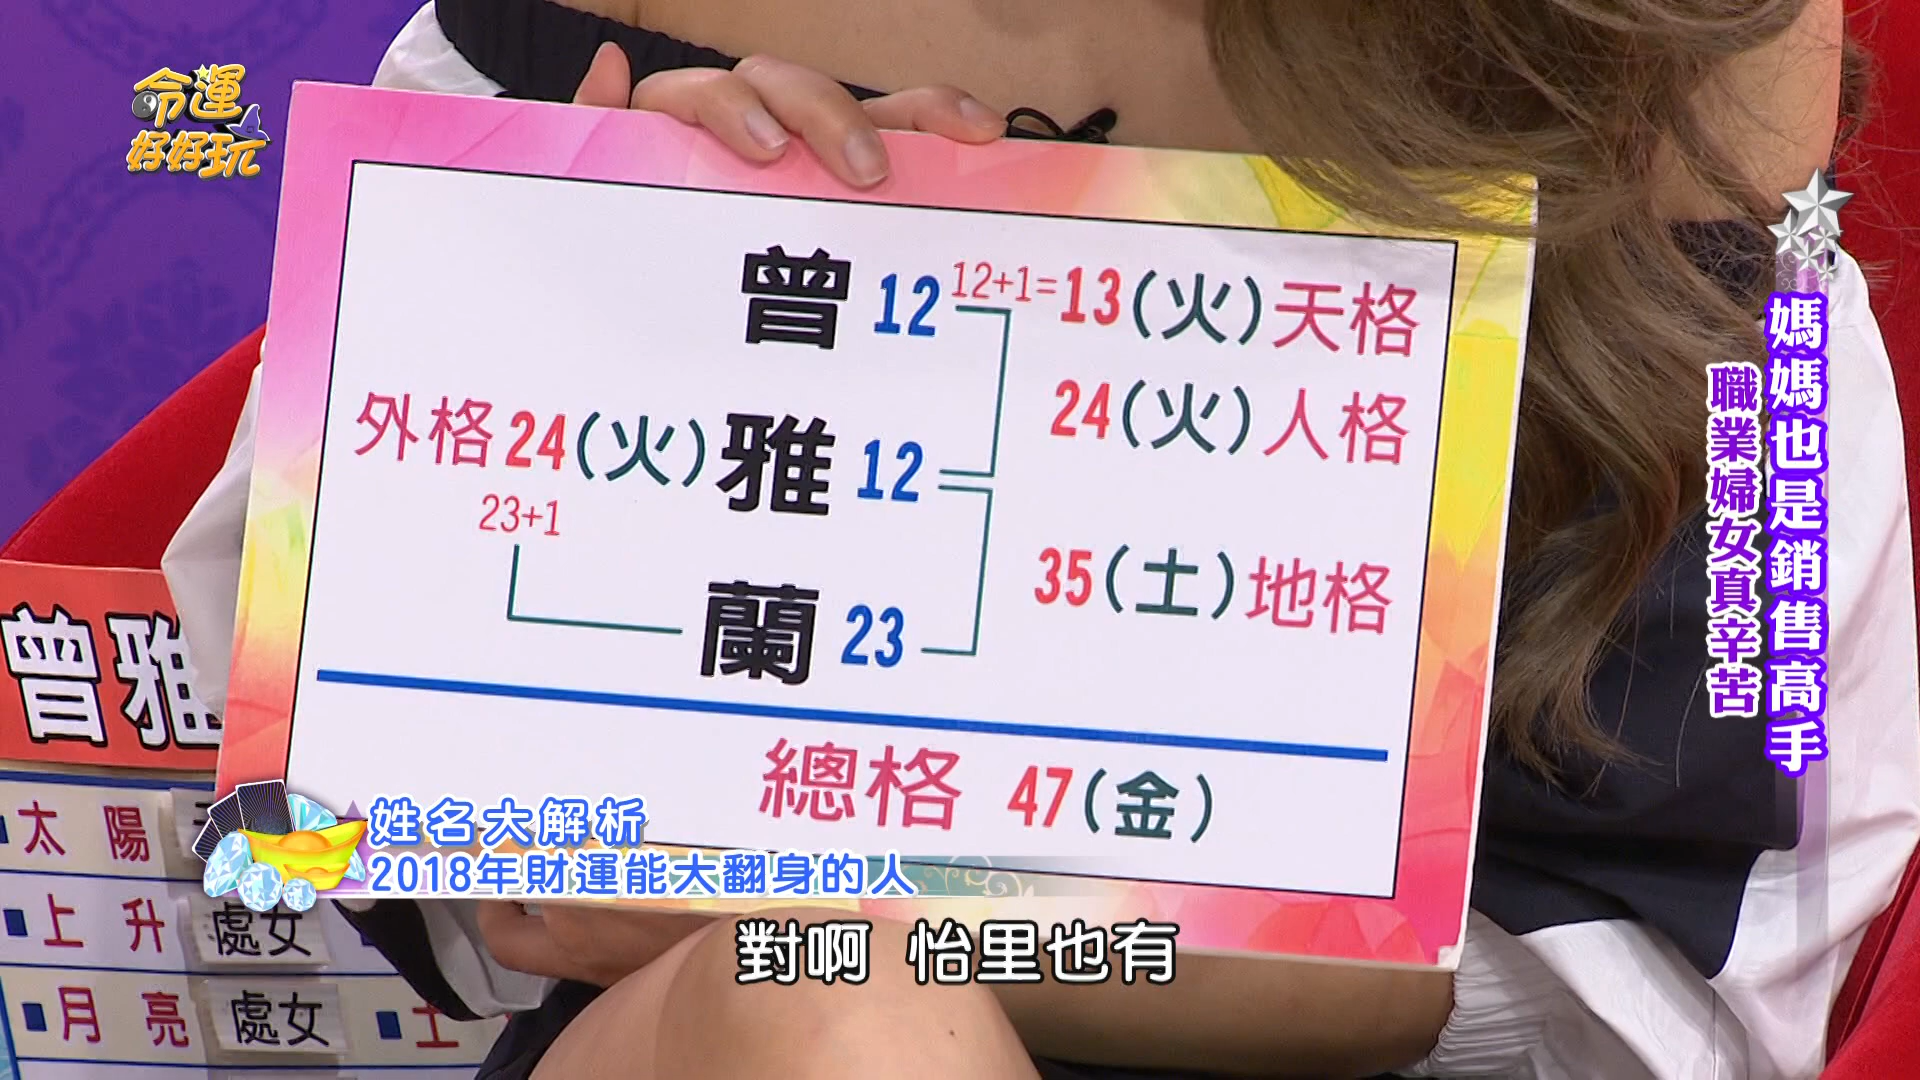 命運
好好玩
曾 12 12+1=13(火)天格
24(火)人格
外格24(火)雅 12
23+1
35(土)地格
蘭 23
總格 47(金)
媽媽也是銷售高手
職業婦女真辛苦
曾雅
太陽
上升 處女
月亮 處女 土
姓名大解析
2018年財運能大翻身的人
對啊 怡里也有